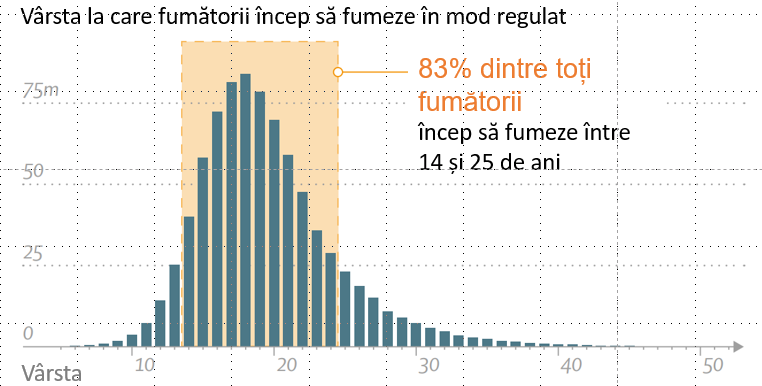 Vârsta la care fumătorii încep să fumeze în mod regulat
83% dintre toți
fumătorii
încep să fumeze între
14 și 25 de ani
75m
50
25
0
10 20 30 40 50
Vârsta